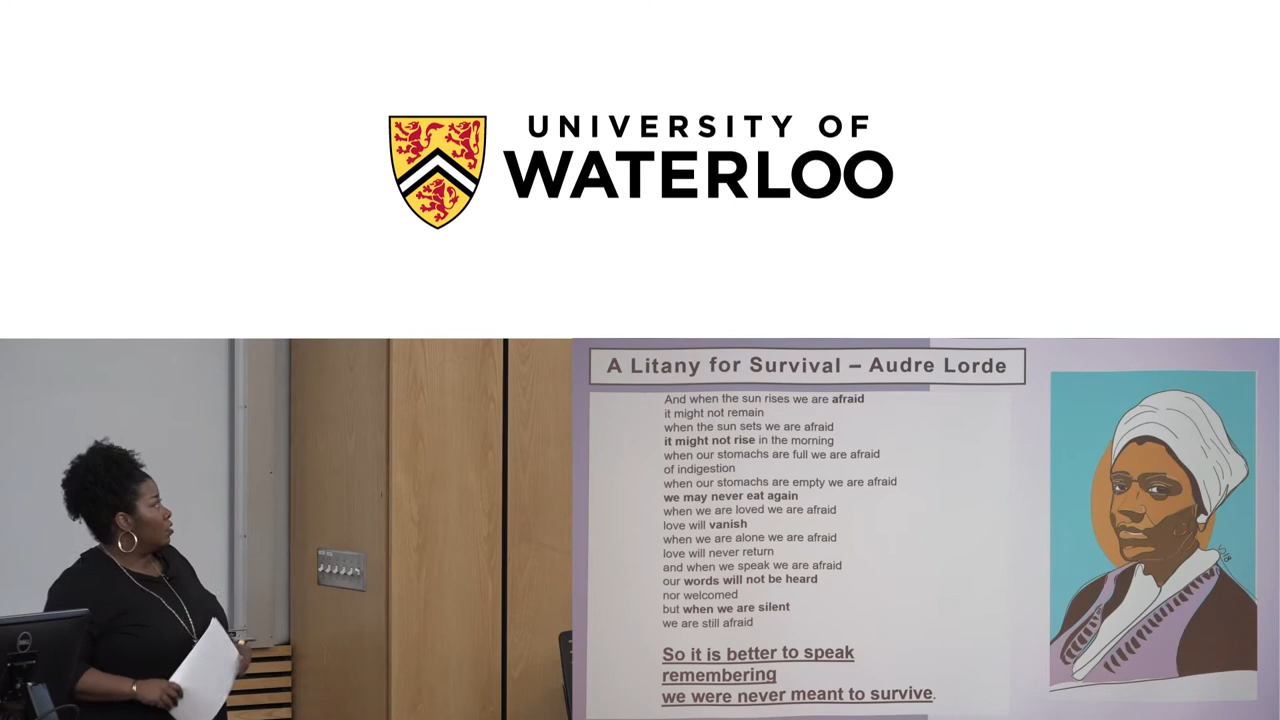 UNIVERSITY OF
WATERLOO
A Litany for Survival – Audre Lorde
And when the sun rises we are afraid
it might not remain
when the sun sets we are afraid
it might not rise in the morning
when our stomachs are full we are afraid
of indigestion
when our stomachs are empty we are afraid
we may never eat again
when we are loved we are afraid
love will vanish
when we are alone we are afraid
love will never return
and when we speak we are afraid
our words will not be heard
nor welcomed
but when we are silent
we are still afraid
So it is better to speak
remembering
we were never meant to survive.